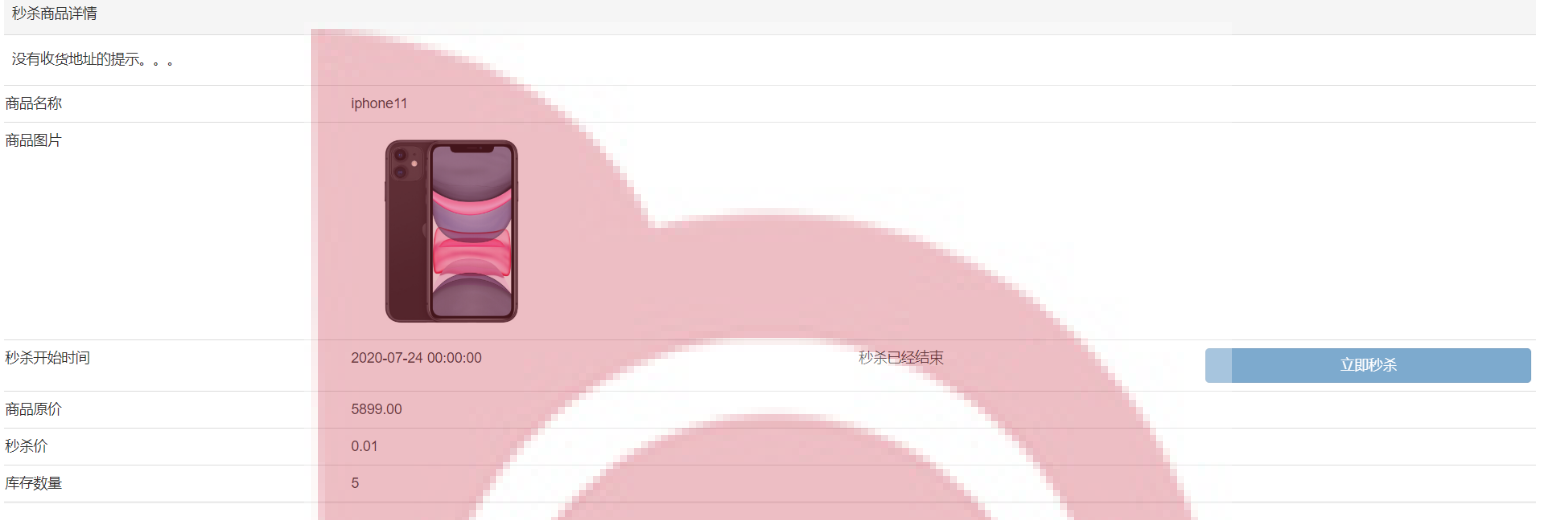 秒杀商品详情
没有收货地址的提示。。。
商品名称 iphone11
商品图片
秒杀开始时间 2020-07-24 00:00:00 秒杀已经结束 立即秒杀
商品原价 5899.00
秒杀价 0.01
库存数量 5